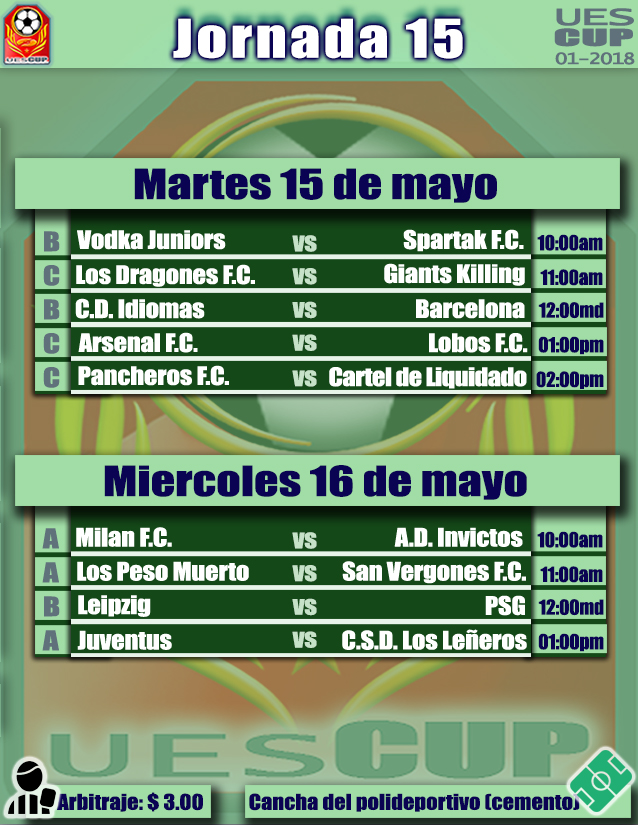 UESCUP
Jornada 15
UES
CUP
01-2018
Martes 15 de mayo
B Vodka Juniors vs Spartak F.C. 10:00am
C Los Dragones F.C. vs Giants Killing 11:00am
B C.D. Idiomas vs Barcelona 12:00md
C Arsenal F.C. vs Lobos F.C. 01:00pm
C Pancheros F.C. vs Cartel de Liquidado 02:00pm
Miercoles 16 de mayo
A Milan F.C. vs A.D. Invictos 10:00am
A Los Peso Muerto vs San Vergones F.C. 11:00am
B Leipzig vs PSG 12:00md
A Juventus vs C.S.D. Los Leñeros 01:00pm
UESCUP
Arbitraje: $ 3.00 Cancha del polideportivo (cemento)